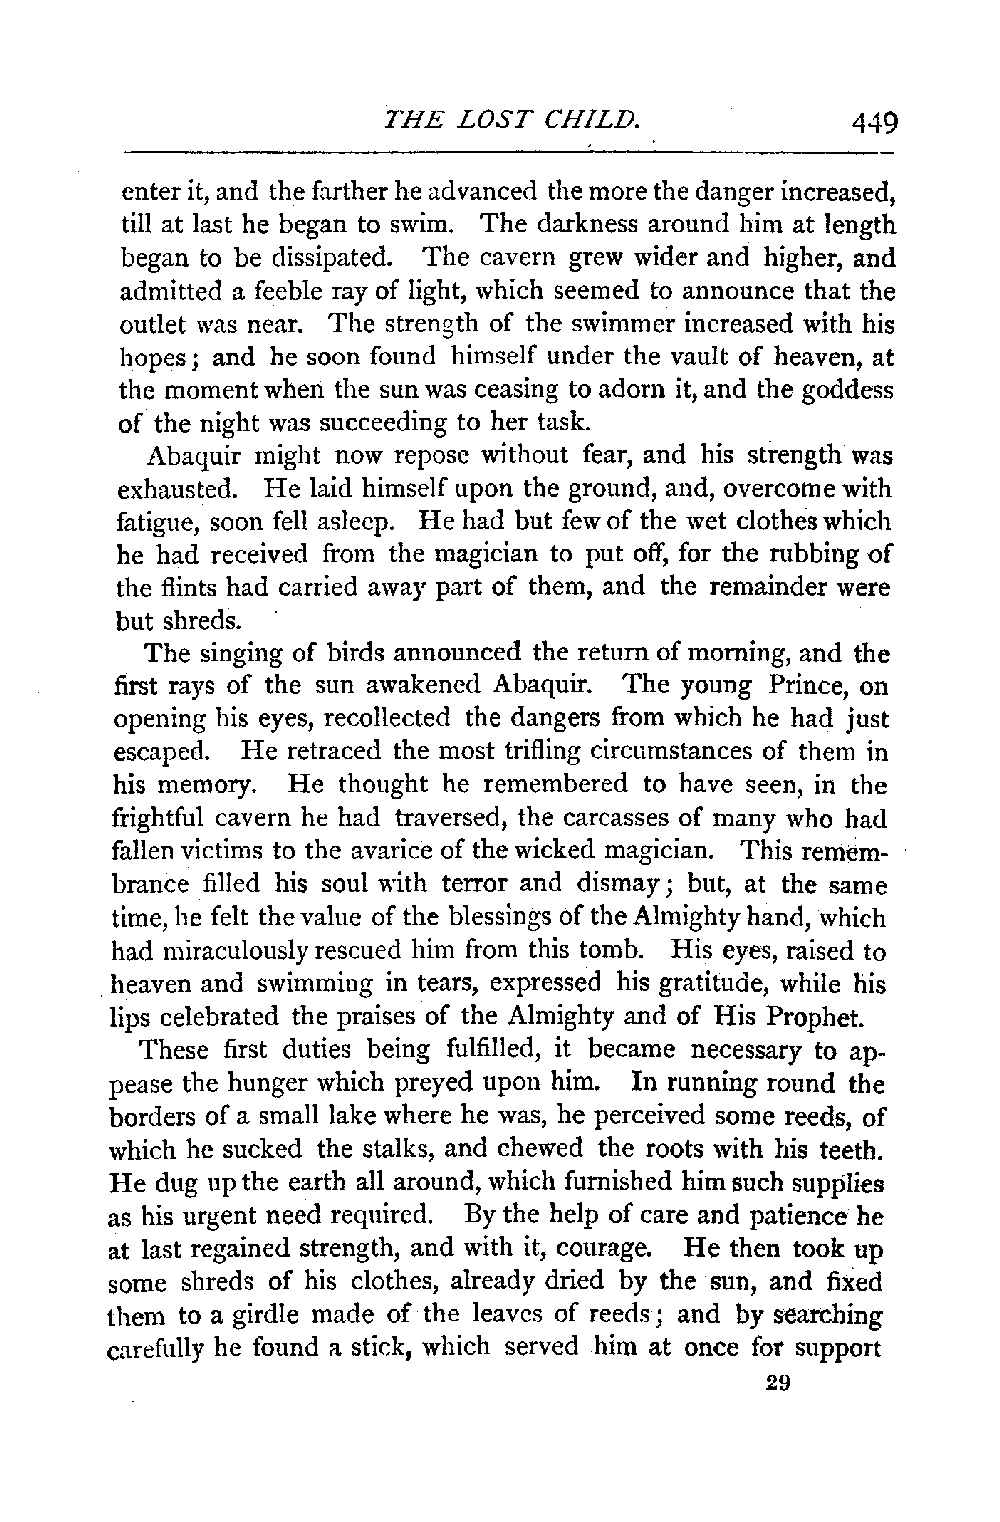 THE LOST CHILD. 449
enter it, and the farther he advanced the more the danger increased,
till at last he began to swim. The darkness around him at length
began to be dissipated. The cavern grew wider and higher, and
admitted a feeble ray of light, which seemed to announce that the
outlet was near. The strength of the swimmer increased with his
hopes; and he soon found himself under the vault of heaven, at
the moment when the sun was ceasing to adorn it, and the goddess
of the night was succeeding to her task.
Abaquir might now repose without fear, and his strength was
exhausted. He laid himself upon the ground, and, overcome with
fatigue, soon fell asleep. He had but few of the wet clothes which
he had received from the magician to put off, for the rubbing of
the flints had carried away part of them, and the remainder were
but shreds.
The singing of birds announced the return of morning, and the
first rays of the sun awakened Abaquir. The young Prince, on
opening his eyes, recollected the dangers from which he had just
escaped. He retraced the most trifling circumstances of them in
his memory. He thought he remembered to have seen, in the
frightful cavern he had traversed, the carcasses of many who had
fallen victims to the avarice of the wicked magician. This remem-
brance filled his soul with terror and dismay; but, at the same
time, he felt the value of the blessings of the Almighty hand, which
had miraculously rescued him from this tomb. His eyes, raised to
heaven and swimming in tears, expressed his gratitude, while his
lips celebrated the praises of the Almighty and of His Prophet.
These first duties being fulfilled, it became necessary to ap-
pease the hunger which preyed upon him. In running round the
borders of a small lake where he was, he perceived some reeds, of
which he sucked the stalks, and chewed the roots with his teeth.
He dug up the earth all around, which furnished him such supplies
as his urgent need required. By the help of care and patience he
at last regained strength, and with it, courage. He then took up
some shreds of his clothes, already dried by the sun, and fixed
them to a girdle made of the leaves of reeds; and by searching
carefully he found a stick, which served him at once for support
29